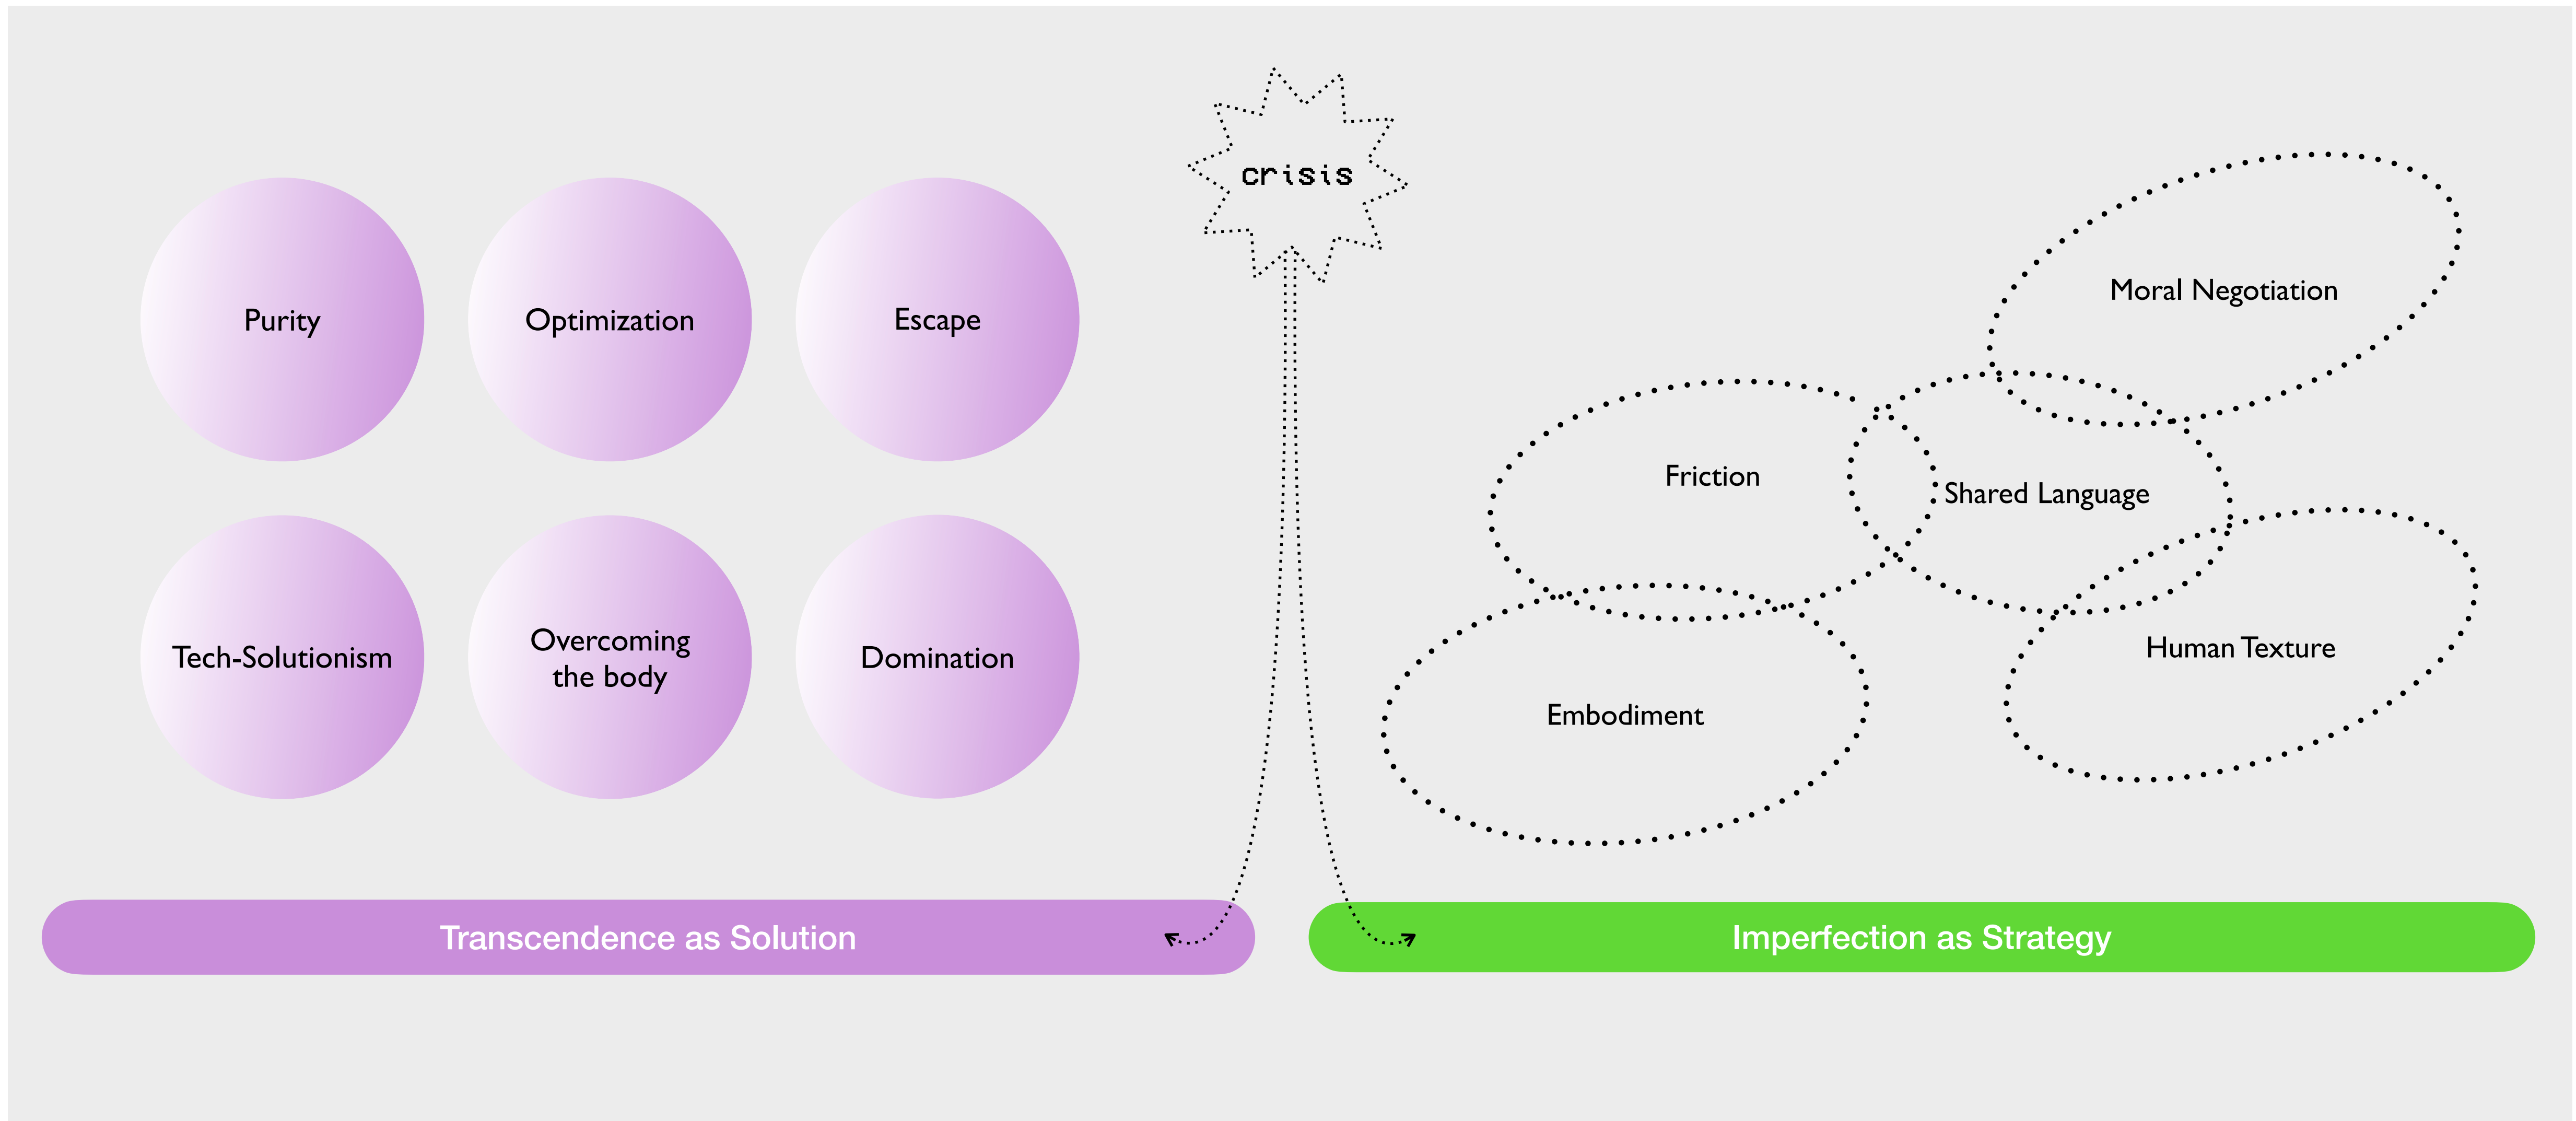 crisis
Purity
Optimization
Escape
Tech-Solutionism
Overcoming
the body
Domination
Moral Negotiation
Friction
Shared Language
Human Texture
Embodiment
Transcendence as Solution
Imperfection as Strategy